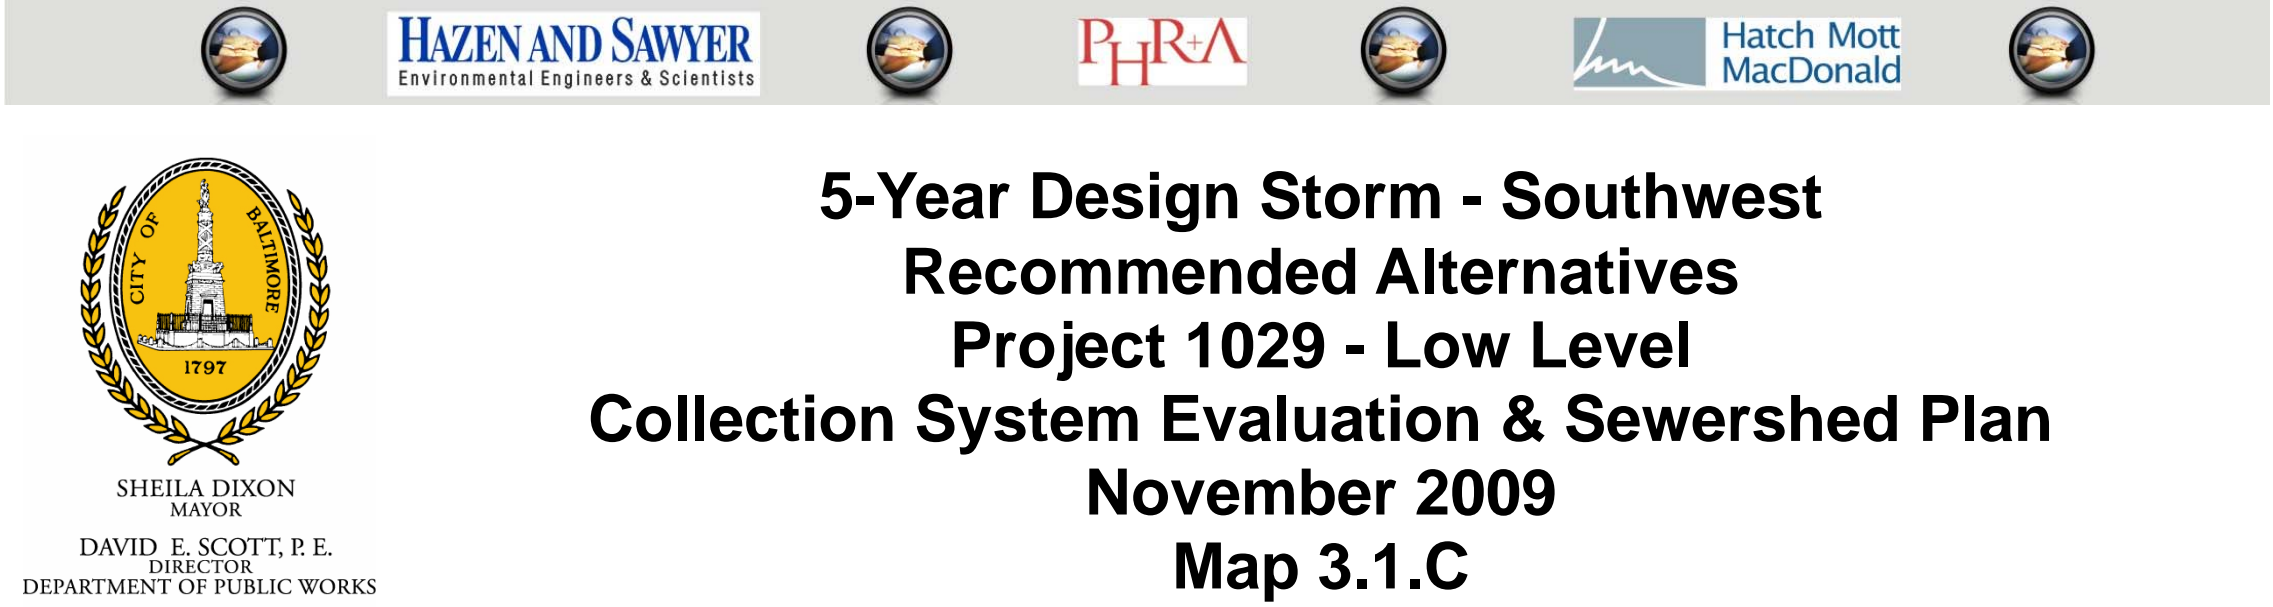 HAZEN AND SAWYER
Environmental Engineers & Scientists
PHR+A
Hatch Mott
MacDonald
CITY OF BALTIMORE
1797
SHEILA DIXON
MAYOR
DAVID E. SCOTT, P. E.
DIRECTOR
DEPARTMENT OF PUBLIC WORKS
5-Year Design Storm - Southwest
Recommended Alternatives
Project 1029 - Low Level
Collection System Evaluation & Sewershed Plan
November 2009
Map 3.1.C